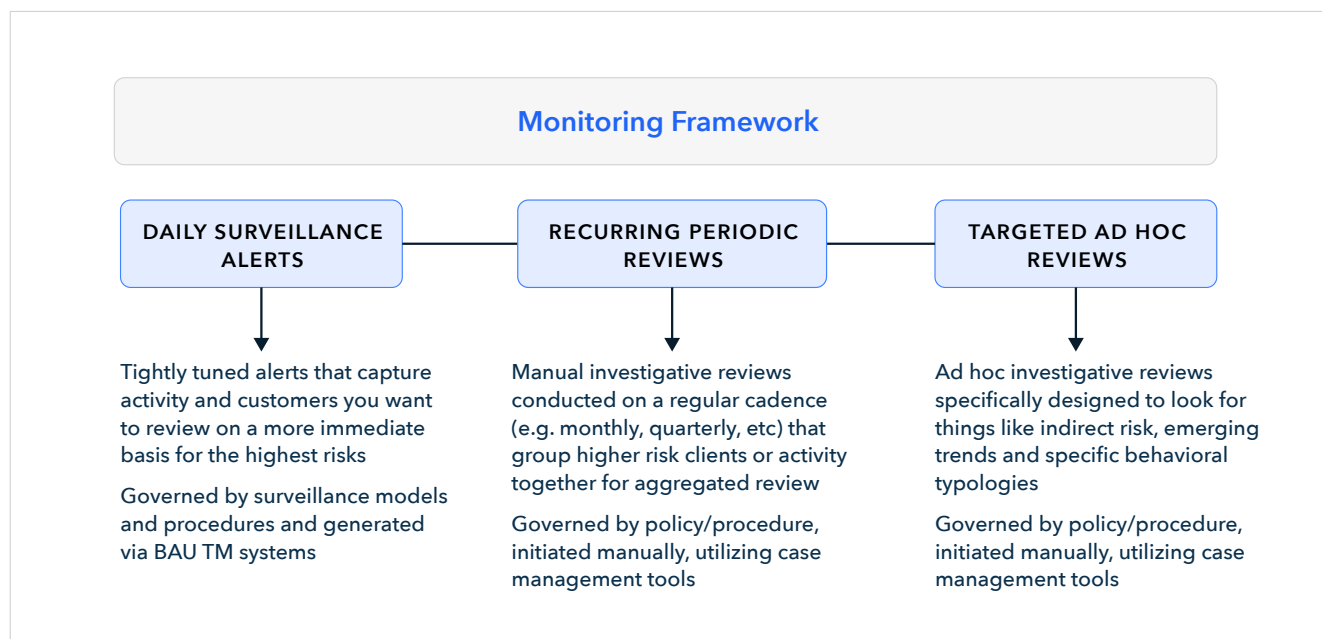 Monitoring Framework
DAILY SURVEILLANCE
ALERTS
Tightly tuned alerts that capture
activity and customers you want
to review on a more immediate
basis for the highest risks
Governed by surveillance models
and procedures and generated
via BAU TM systems
RECURRING PERIODIC
REVIEWS
Manual investigative reviews
conducted on a regular cadence
(e.g. monthly, quarterly, etc) that
group higher risk clients or activity
together for aggregated review
Governed by policy/procedure,
initiated manually, utilizing case
management tools
TARGETED AD HOC
REVIEWS
Ad hoc investigative reviews
specifically designed to look for
things like indirect risk, emerging
trends and specific behavioral
typologies
Governed by policy/procedure,
initiated manually, utilizing case
management tools